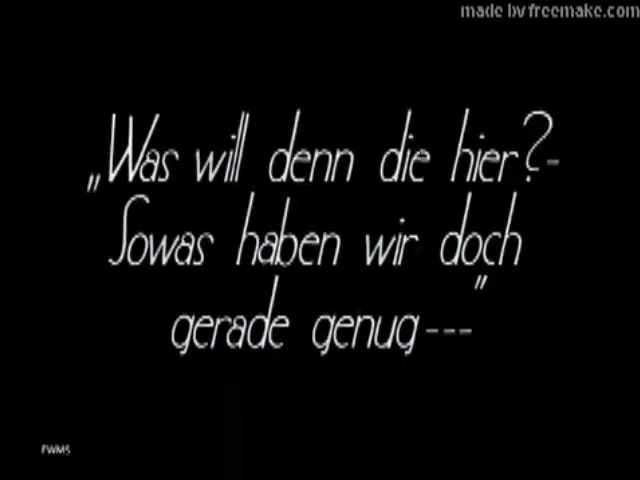 made by freemake.com
„Was will denn die hier?-
Sowas haben wir doch
gerade genug---"
FWMS